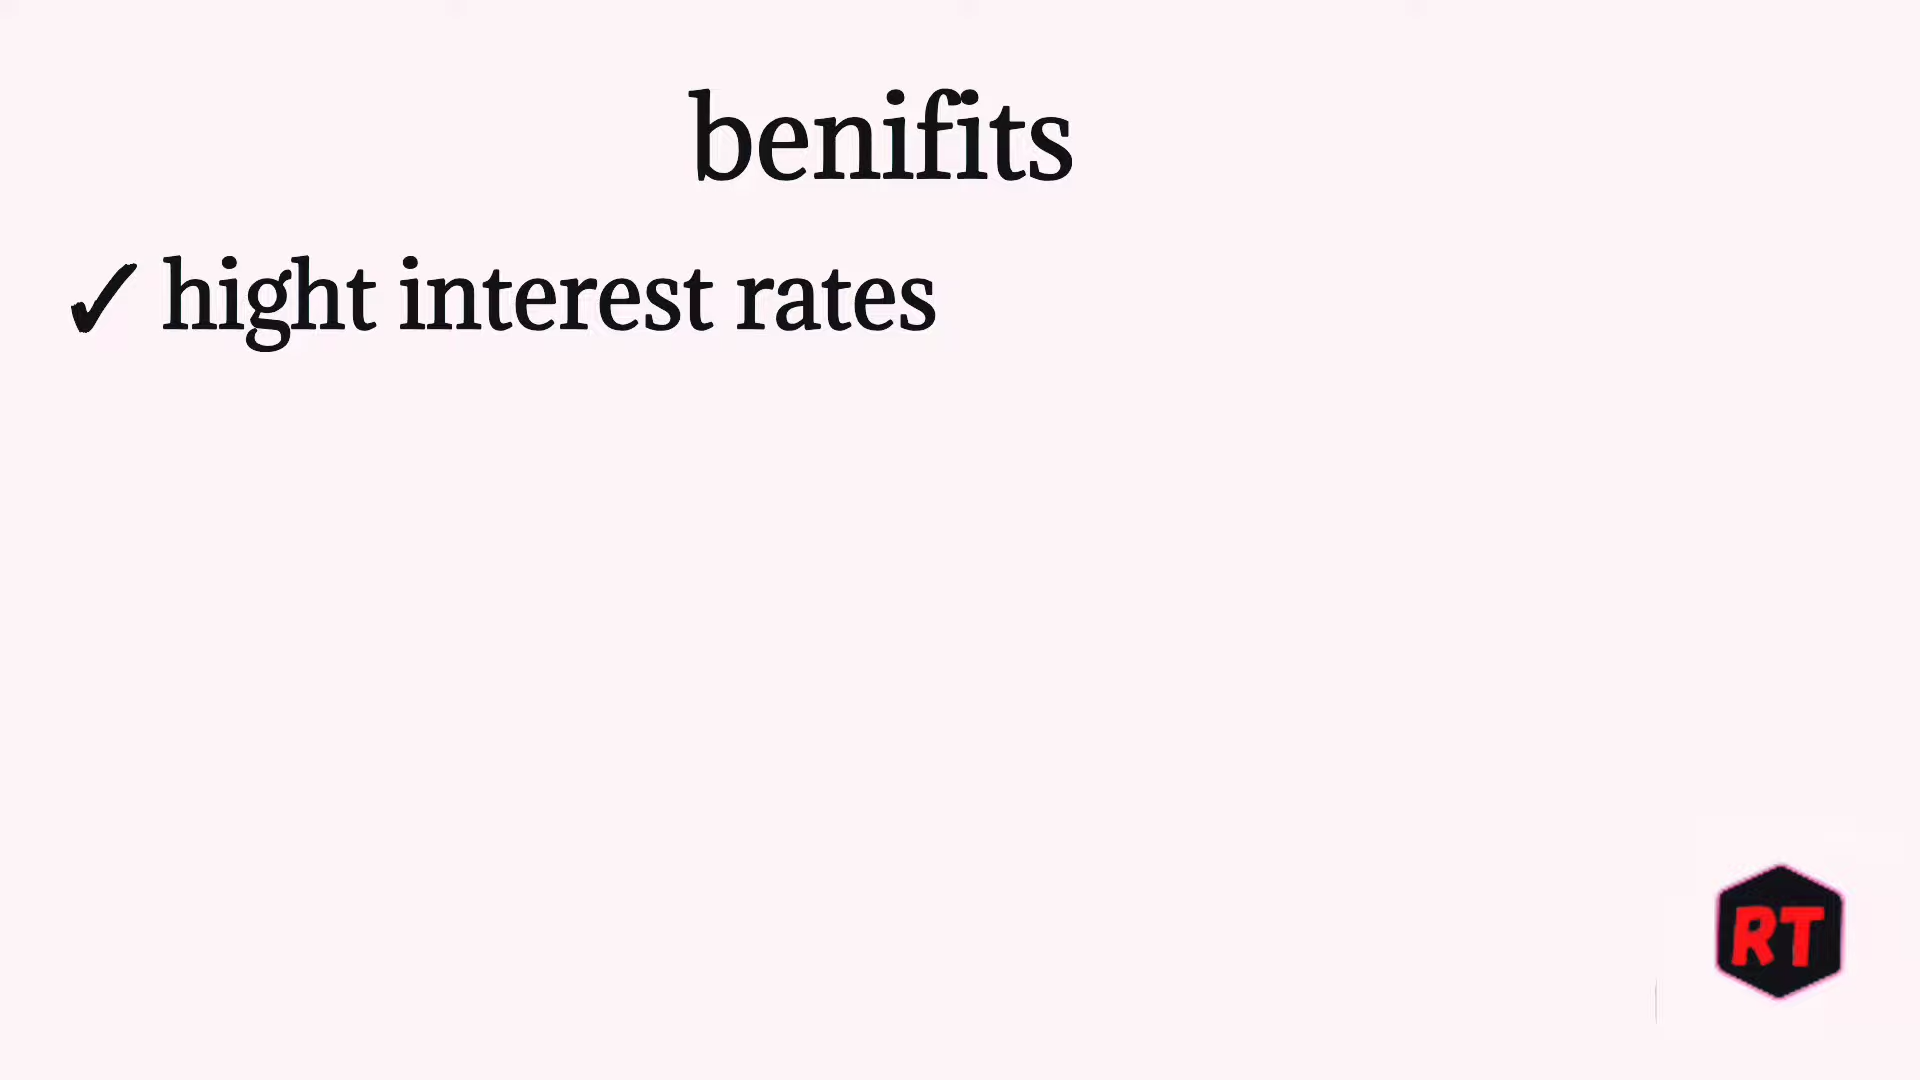 benifits
✓ hight interest rates
RT